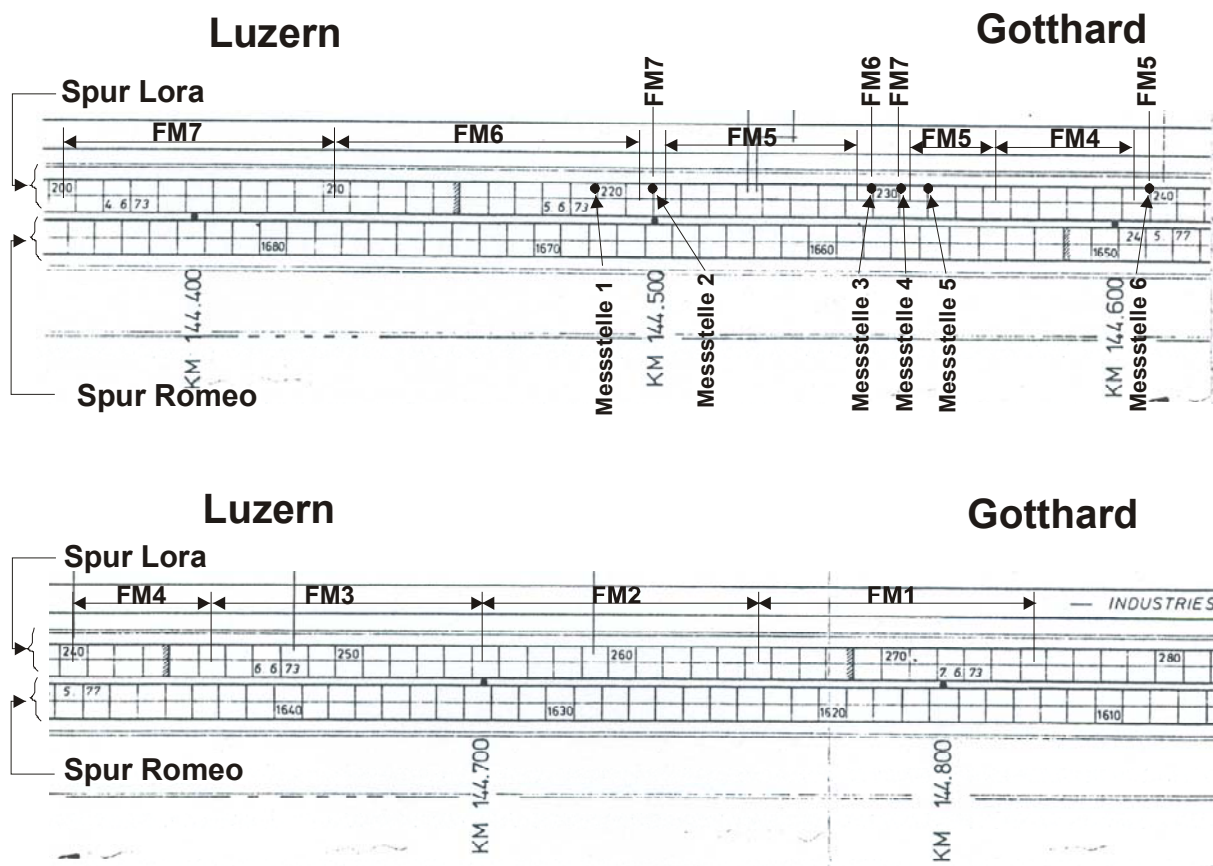 Luzern Gotthard
Spur Lora
FM7 FM6 FM7 FM5 FM6 FM7 FM5 FM4 FM5
200 210 220 230 240
4 6 73 5 6 73
1680 1670 1660 1650 24 5 77
KM 144.400 Messstelle 1 KM 144.500 Messstelle 2 Messstelle 3 Messstelle 4 Messstelle 5 KM 144.600 Messstelle 6
Spur Romeo
Luzern Gotthard
Spur Lora
FM4 FM3 FM2 FM1 — INDUSTRIES
240 250 260 270 280
6 6 73 7 6 73
5. 77 1640 1630 1620 1610
Spur Romeo
KM 144.700 KM 144.800